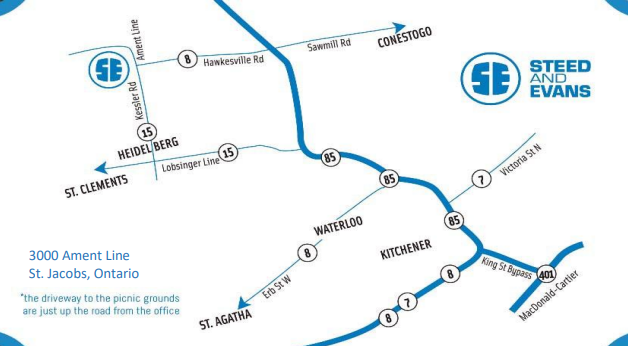 Ament Line
Sawmill Rd
CONESTOGO
8
Hawkesville Rd
SE
SE
STEED
AND
EVANS
Kessler Rd
15
HEIDELBERG
Lobsinger Line
15
ST. CLEMENTS
85
85
7
Victoria St N
85
WATERLOO
KITCHENER
8
Erb St W
ST. AGATHA
8
7
8
King St Bypass
401
MacDonald-Cartier
3000 Ament Line
St. Jacobs, Ontario
*the driveway to the picnic grounds
are just up the road from the office